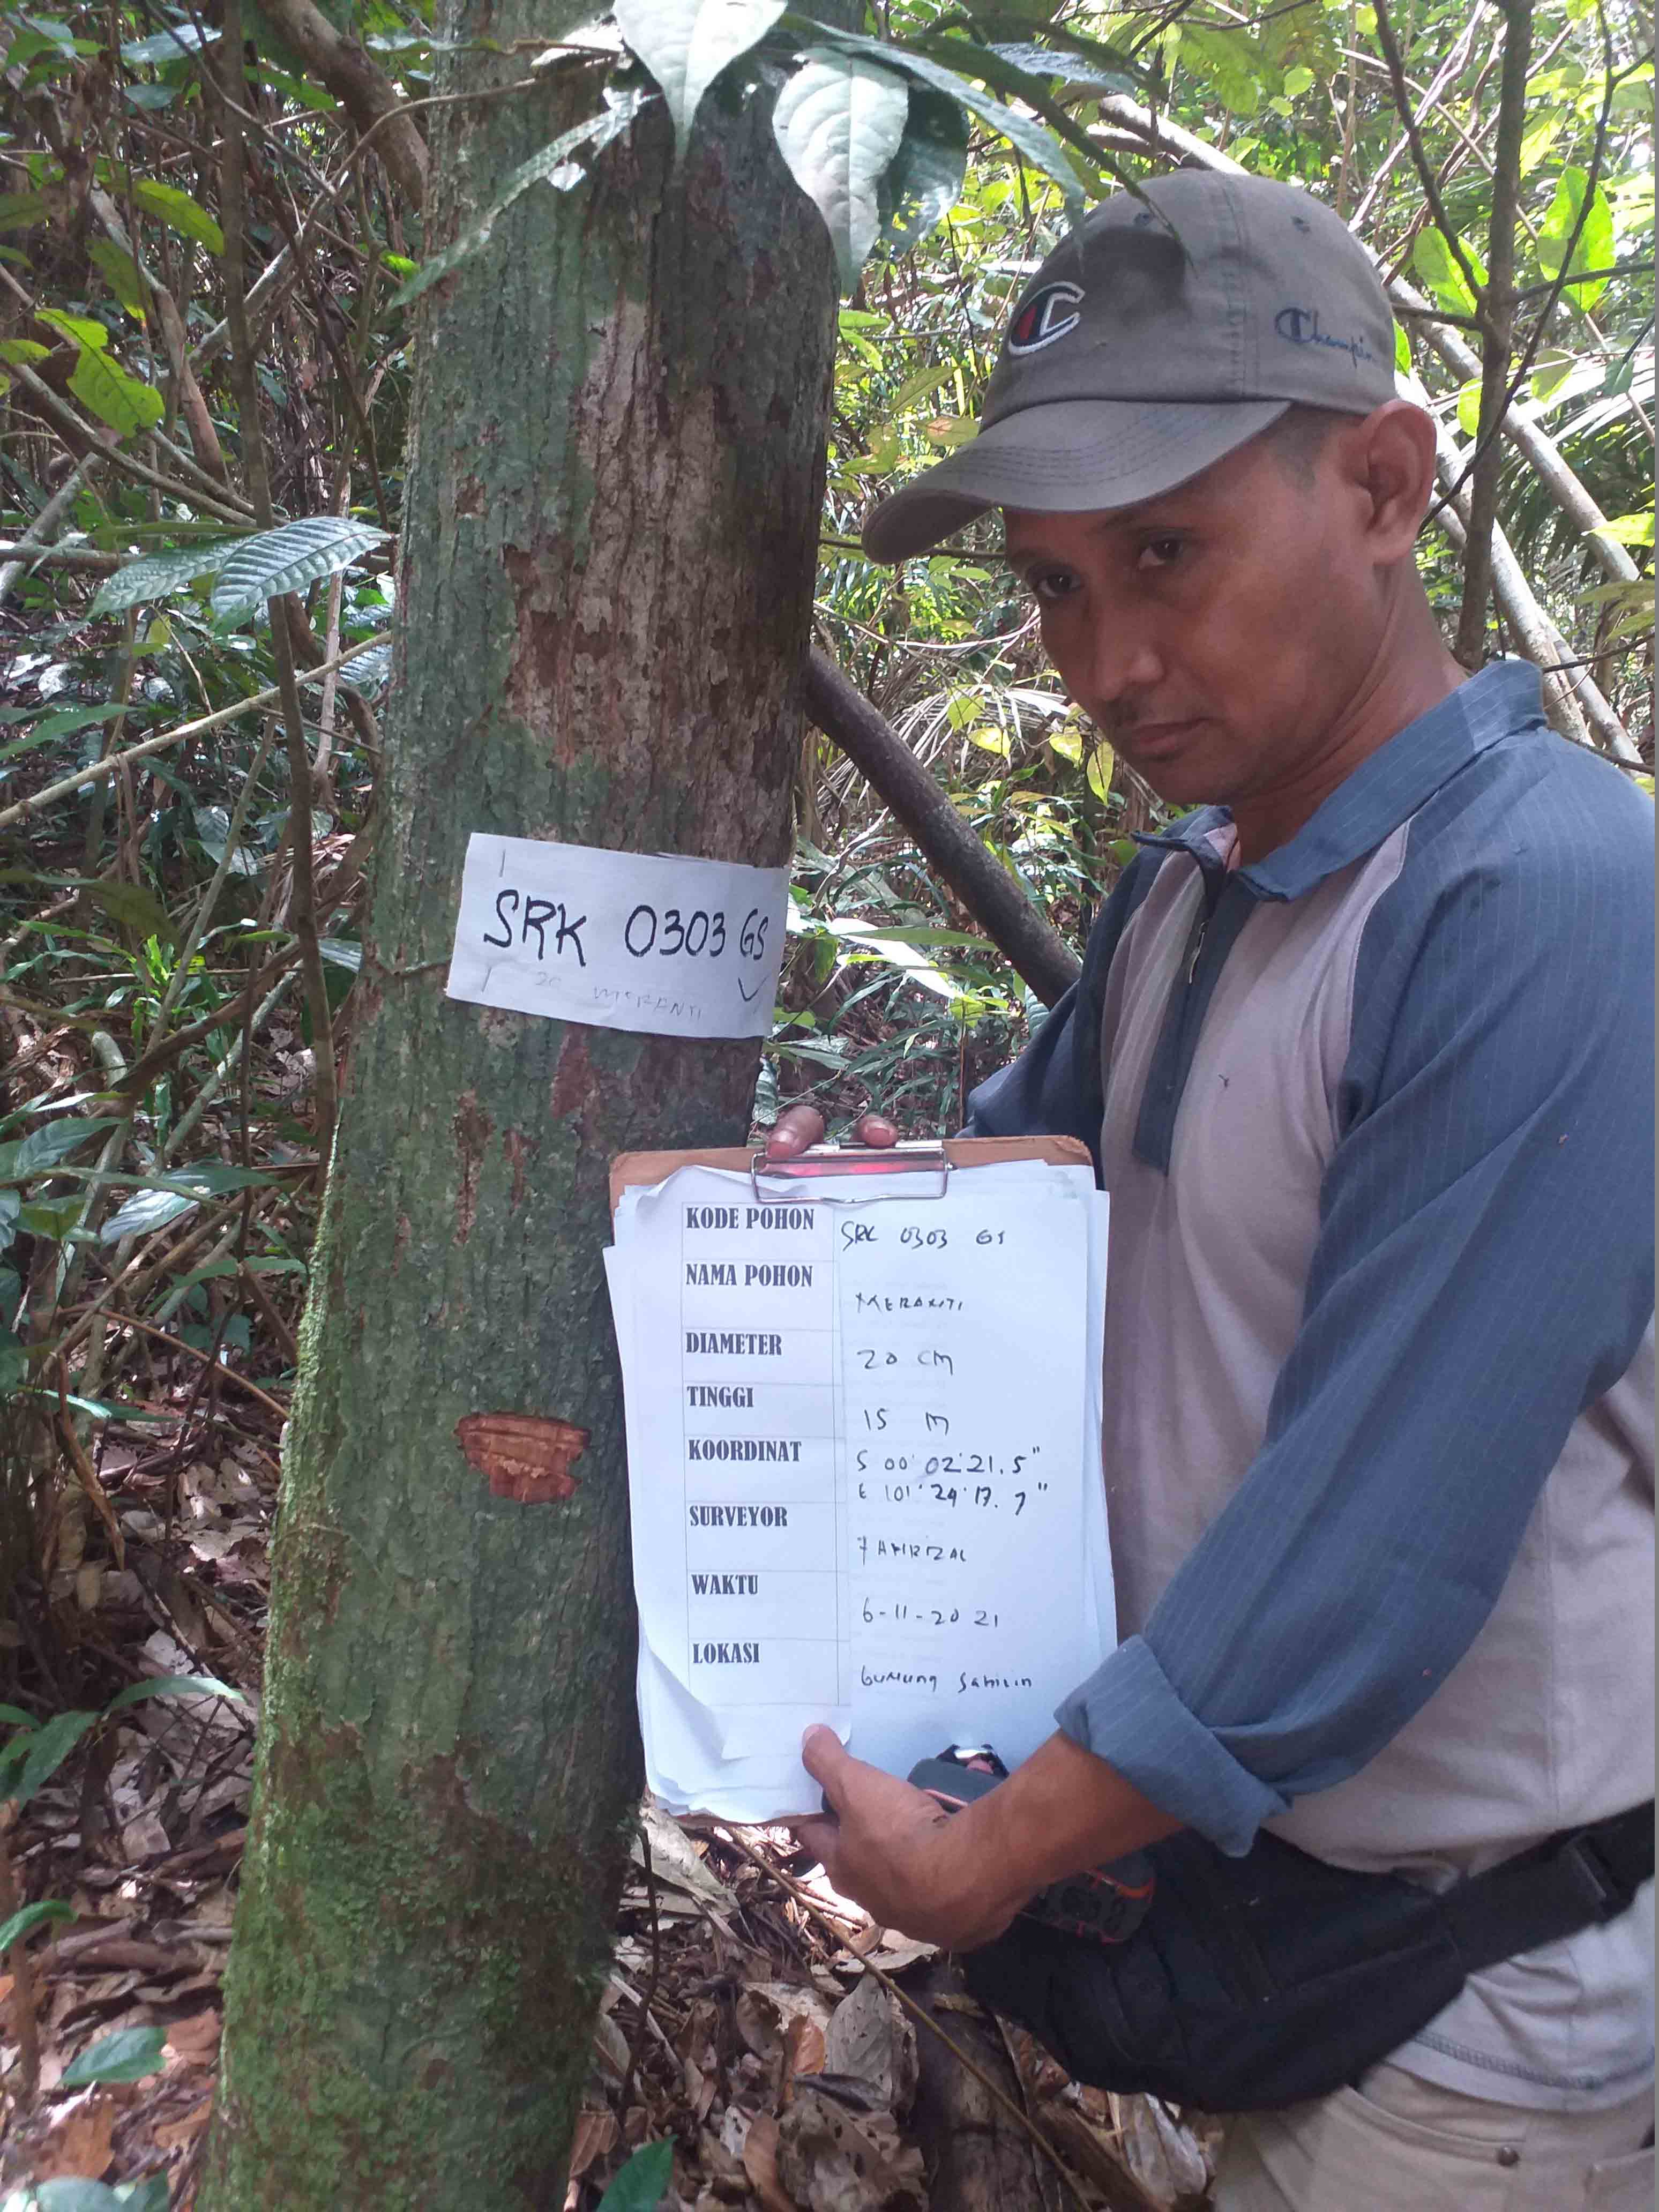 C
Champion
SRK 0303 GS
20 MERANTI
KODE POHON SRK 0303 GS
NAMA POHON MERANTI
DIAMETER 20 CM
TINGGI 15 M
KOORDINAT S 00° 02' 21.5"
E 101° 24' 17.7"
SURVEYOR
WAKTU 6-11-2021
LOKASI Gunung Sahilin